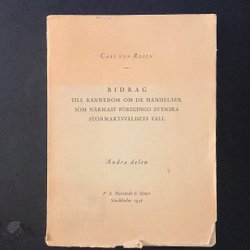 CARL VON ROSEN
BIDRAG
TILL KÄNNEDOM OM DE HÄNDELSER,
SOM NÄRMAST FÖREGINGO SVENSKA
STORMAKTSVÄLDETS FALL
Andra delen
P. A. Norstedt & Söner
Stockholm 1936